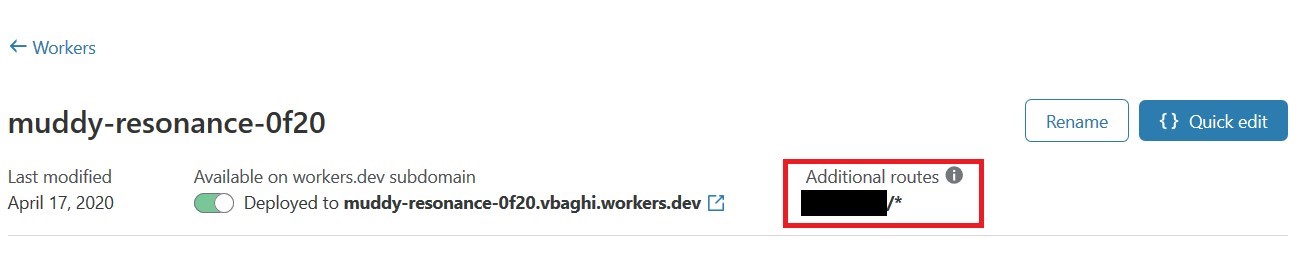 ← Workers
muddy-resonance-0f20
Rename
{} Quick edit
Last modified
Available on workers.dev subdomain
Additional routes
April 17, 2020
Deployed to muddy-resonance-0f20.vbaghi.workers.dev
/*